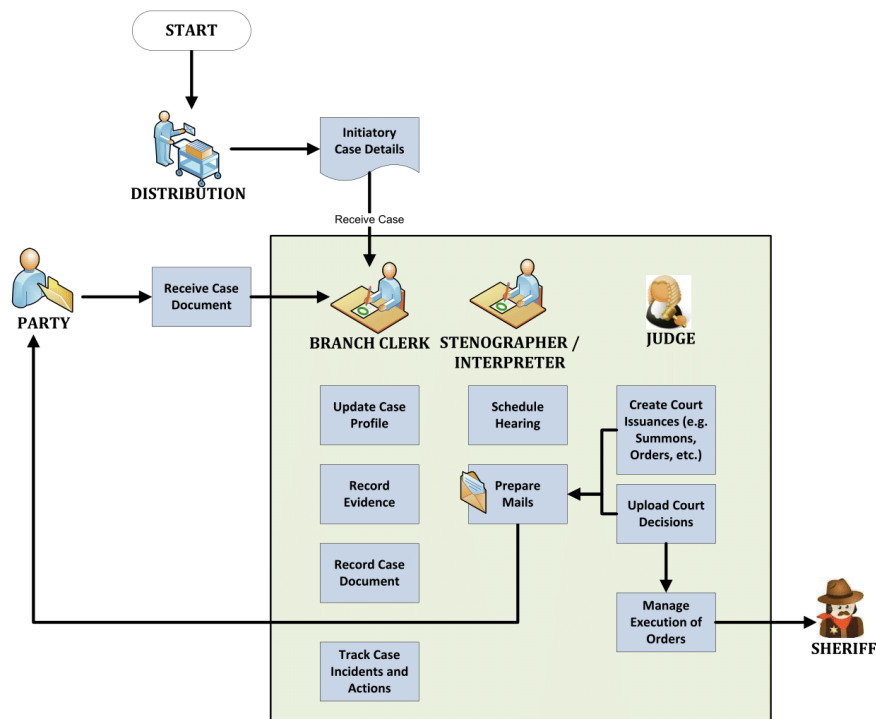 START
Initiatory
Case Details
DISTRIBUTION
Receive Case
Receive Case
Document
PARTY
BRANCH CLERK
STENOGRAPHER /
INTERPRETER
JUDGE
Update Case
Profile
Schedule
Hearing
Create Court
Issuances (e.g.
Summons,
Orders, etc.)
Record
Evidence
Prepare
Mails
Upload Court
Decisions
Record Case
Document
Manage
Execution of
Orders
SHERIFF
Track Case
Incidents and
Actions